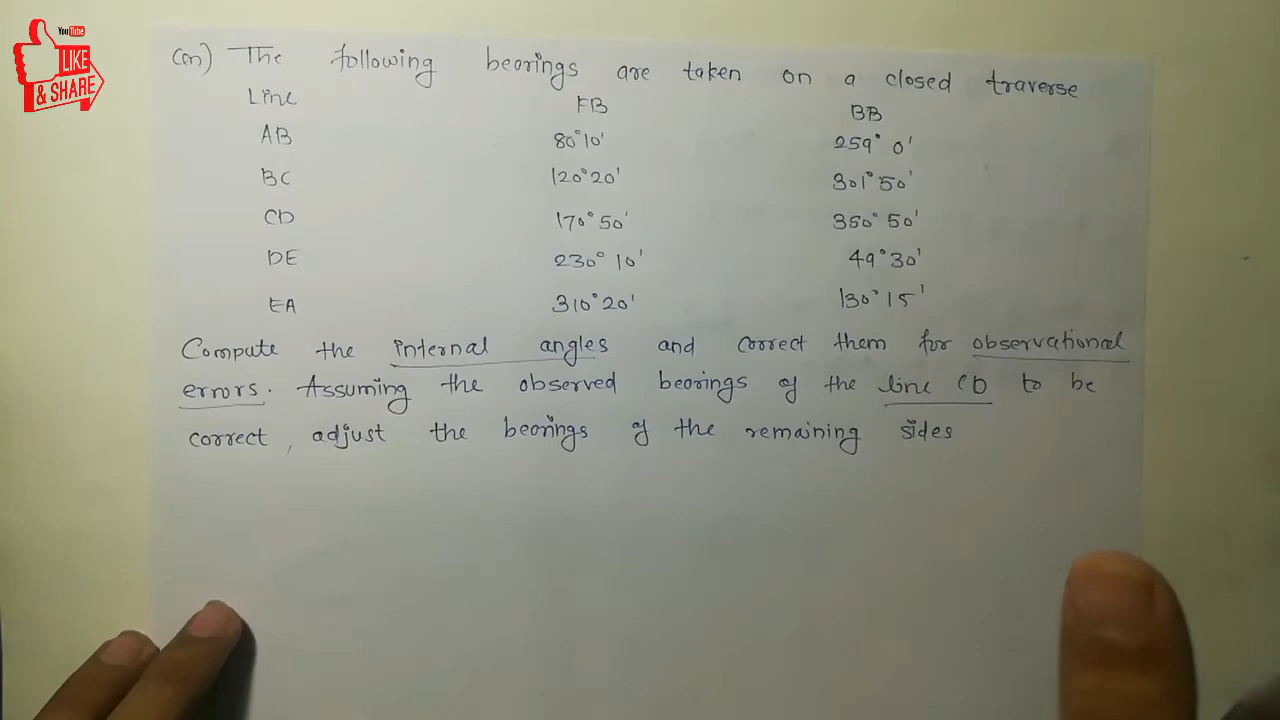 YouTube
LIKE
& SHARE
(m) The following bearings are taken on a closed traverse
Line FB BB
AB 80°10' 259° 0'
BC 120°20' 301°50'
CD 170°50' 350°50'
DE 230°10' 49°30'
EA 310°20' 130°15'
Compute the internal angles and correct them for observational
errors. Assuming the observed bearings of the line CD to be
correct, adjust the bearings of the remaining sides